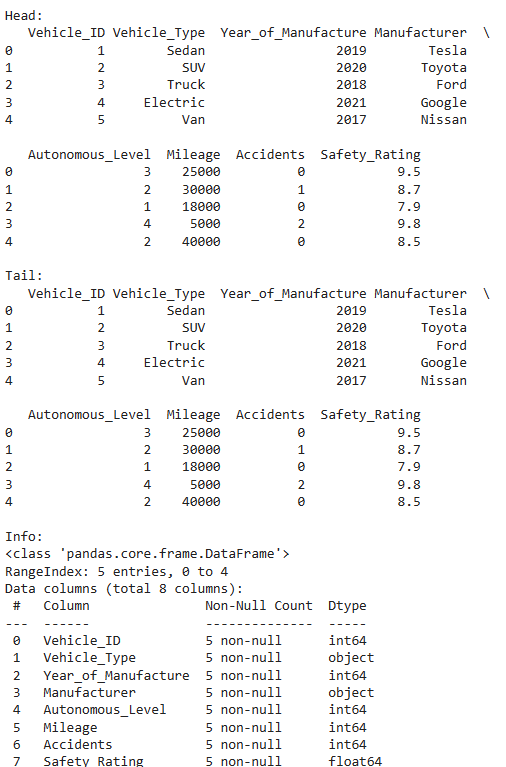 Head:
   Vehicle_ID Vehicle_Type  Year_of_Manufacture Manufacturer  \
0           1        Sedan                 2019        Tesla
1           2          SUV                 2020       Toyota
2           3        Truck                 2018         Ford
3           4     Electric                 2021       Google
4           5          Van                 2017       Nissan

   Autonomous_Level  Mileage  Accidents  Safety_Rating
0                 3    25000          0            9.5
1                 2    30000          1            8.7
2                 1    18000          0            7.9
3                 4     5000          2            9.8
4                 2    40000          0            8.5

Tail:
   Vehicle_ID Vehicle_Type  Year_of_Manufacture Manufacturer  \
0           1        Sedan                 2019        Tesla
1           2          SUV                 2020       Toyota
2           3        Truck                 2018         Ford
3           4     Electric                 2021       Google
4           5          Van                 2017       Nissan

   Autonomous_Level  Mileage  Accidents  Safety_Rating
0                 3    25000          0            9.5
1                 2    30000          1            8.7
2                 1    18000          0            7.9
3                 4     5000          2            9.8
4                 2    40000          0            8.5

Info:
<class 'pandas.core.frame.DataFrame'>
RangeIndex: 5 entries, 0 to 4
Data columns (total 8 columns):
 #   Column               Non-Null Count  Dtype
---  ------               --------------  -----
 0   Vehicle_ID           5 non-null      int64
 1   Vehicle_Type         5 non-null      object
 2   Year_of_Manufacture  5 non-null      int64
 3   Manufacturer         5 non-null      object
 4   Autonomous_Level     5 non-null      int64
 5   Mileage              5 non-null      int64
 6   Accidents            5 non-null      int64
 7   Safety_Rating        5 non-null      float64